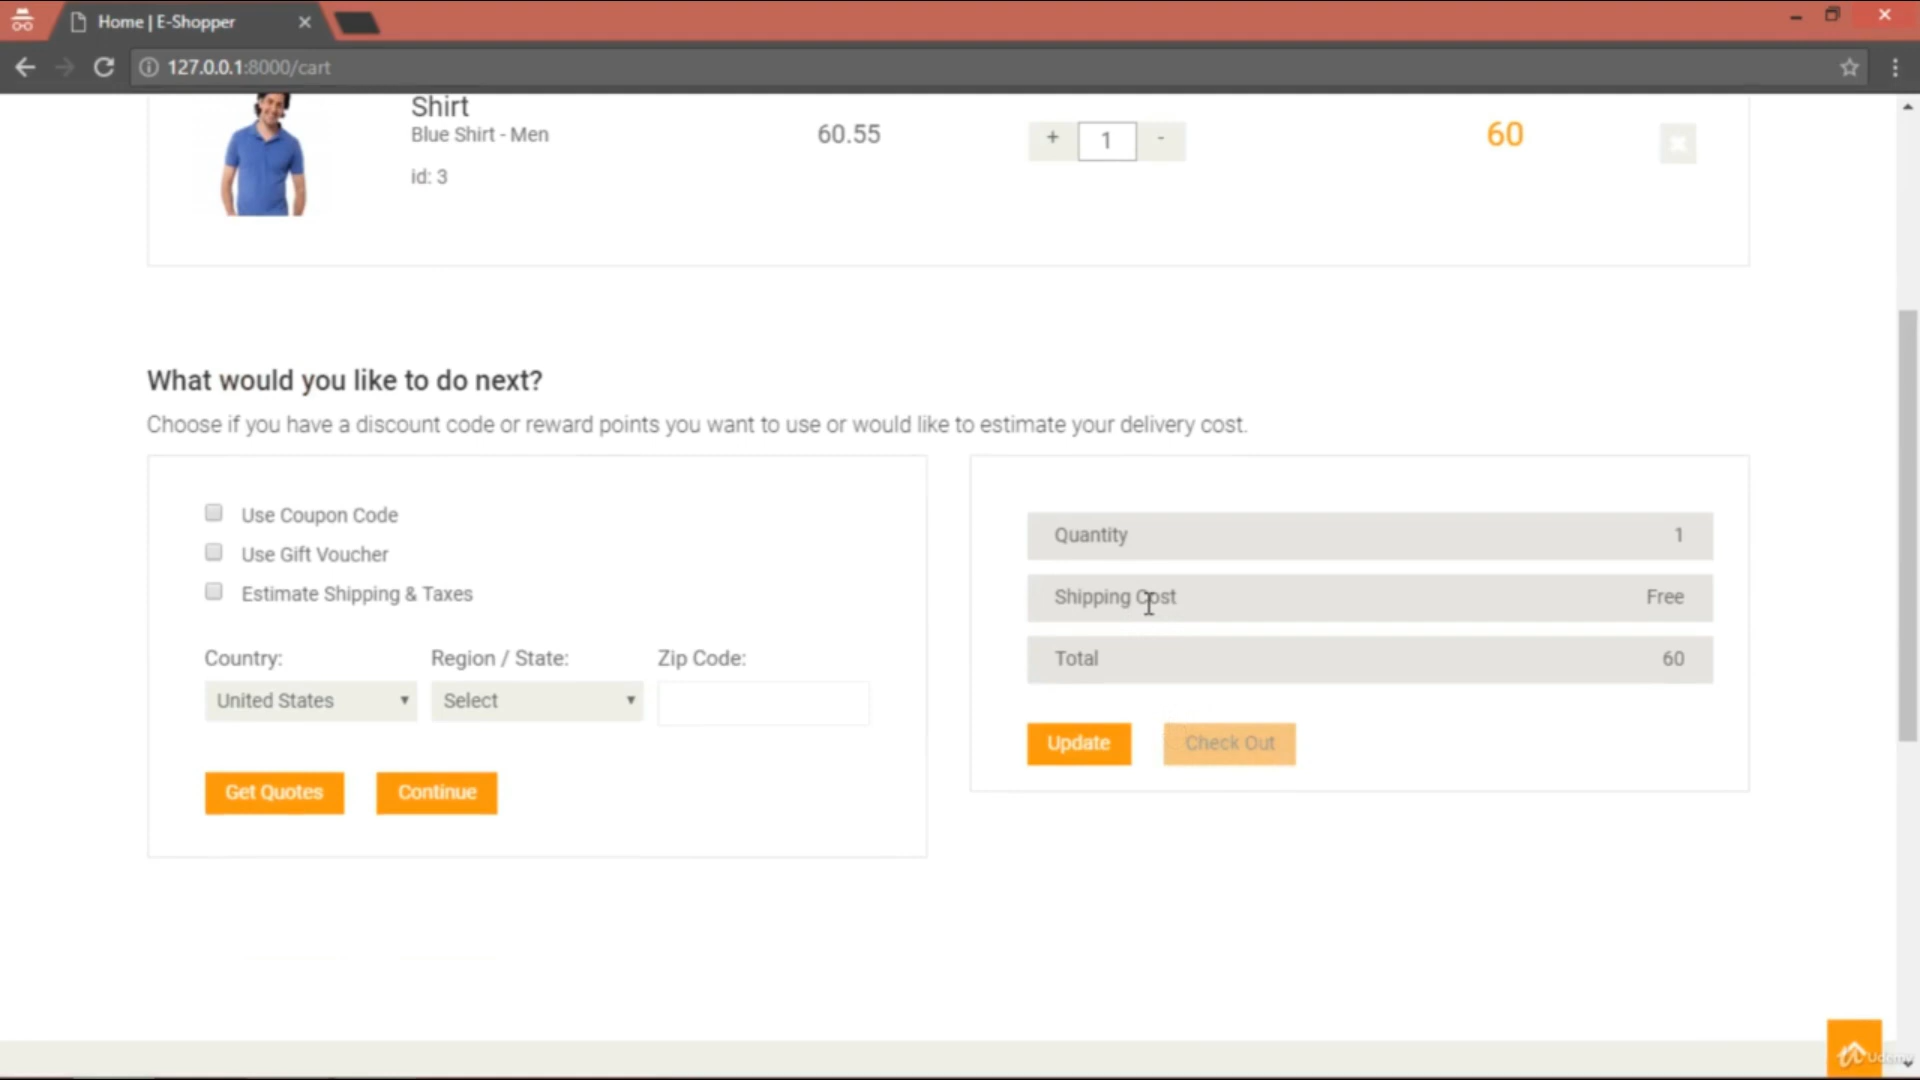 Home | E-Shopper
127.0.0.1:8000/cart
Shirt
Blue Shirt - Men
id: 3
60.55
+ 1 -
60
What would you like to do next?
Choose if you have a discount code or reward points you want to use or would like to estimate your delivery cost.
Use Coupon Code
Use Gift Voucher
Estimate Shipping & Taxes
Country:
Region / State:
Zip Code:
United States
Select
Get Quotes
Continue
Quantity 1
Shipping Cost Free
Total 60
Update
Check Out
Udemy